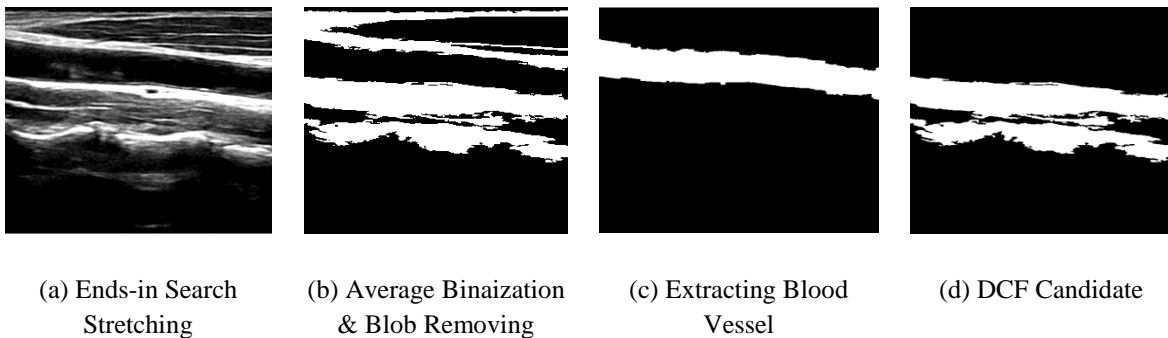 (a) Ends-in Search
Stretching
(b) Average Binaization
& Blob Removing
(c) Extracting Blood
Vessel
(d) DCF Candidate